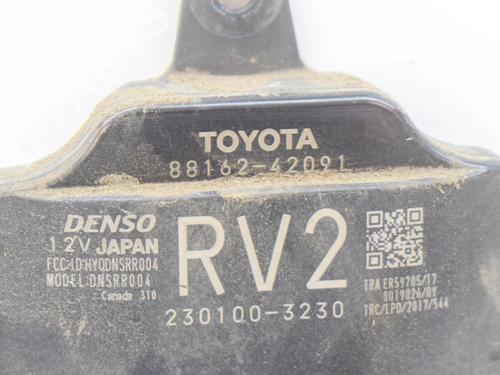 TOYOTA
88162-42091
DENSO
12V JAPAN
FCC-ID:HYQDNSRR004
MODEL:DNSRR004
Canada 310
RV2
230100-3230
TRA ER59705/17
0019826/09
TRC/LPD/2017/544